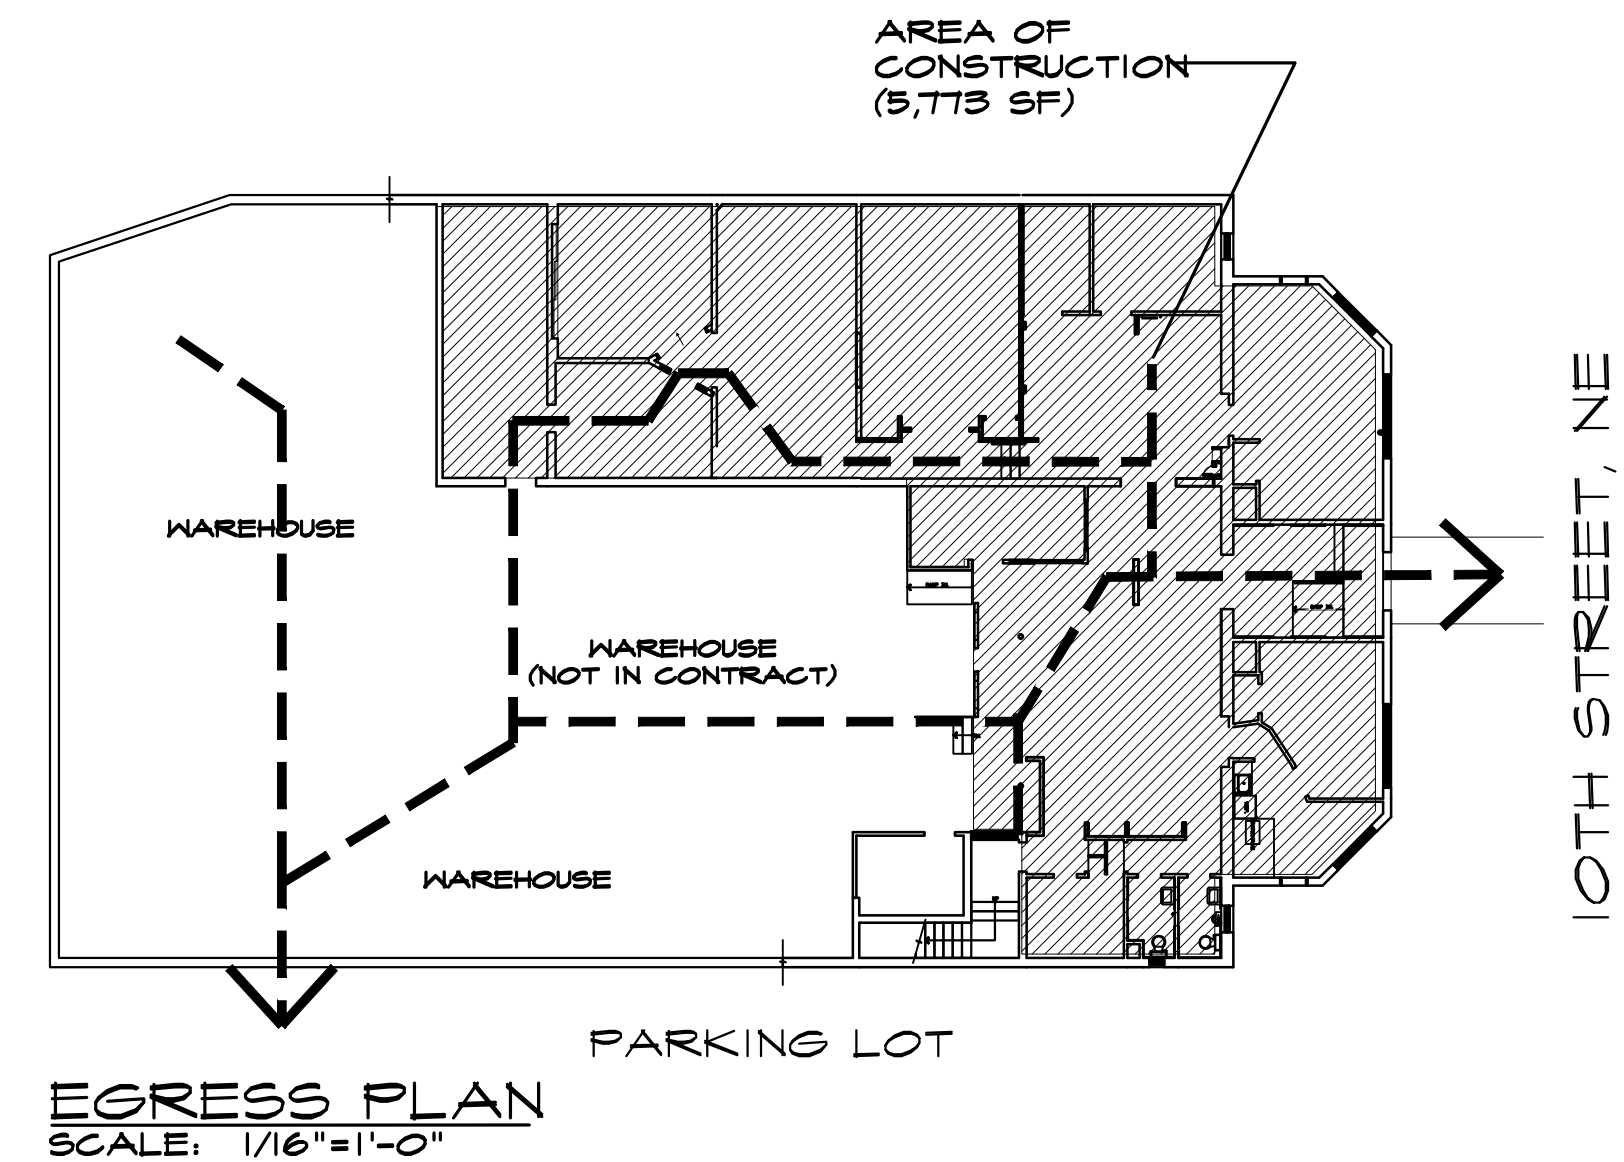 AREA OF
CONSTRUCTION
(5,773 SF)
WAREHOUSE
WAREHOUSE
(NOT IN CONTRACT)
WAREHOUSE
10TH STREET, NE
PARKING LOT
EGRESS PLAN
SCALE: 1/16"=1'-0"